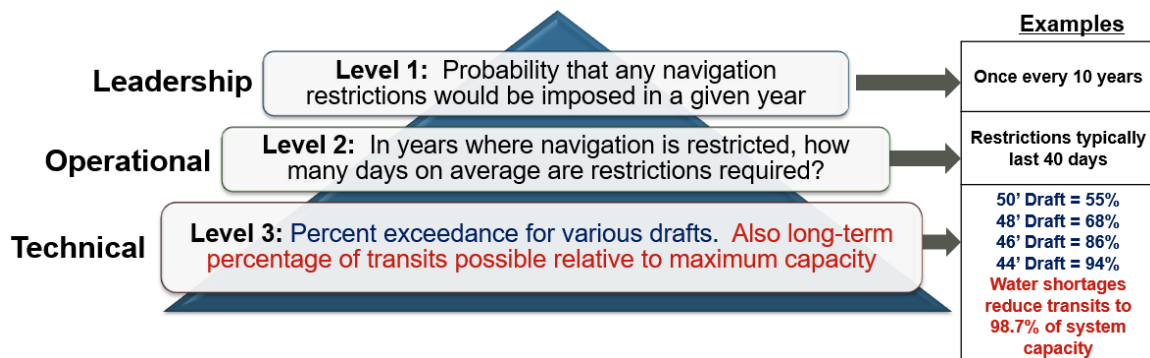 Examples
Leadership
Level 1: Probability that any navigation
restrictions would be imposed in a given year
Once every 10 years
Operational
Level 2: In years where navigation is restricted, how
many days on average are restrictions required?
Restrictions typically
last 40 days
Technical
Level 3: Percent exceedance for various drafts. Also long-term
percentage of transits possible relative to maximum capacity
50' Draft = 55%
48' Draft = 68%
46' Draft = 86%
44' Draft = 94%
Water shortages
reduce transits to
98.7% of system
capacity